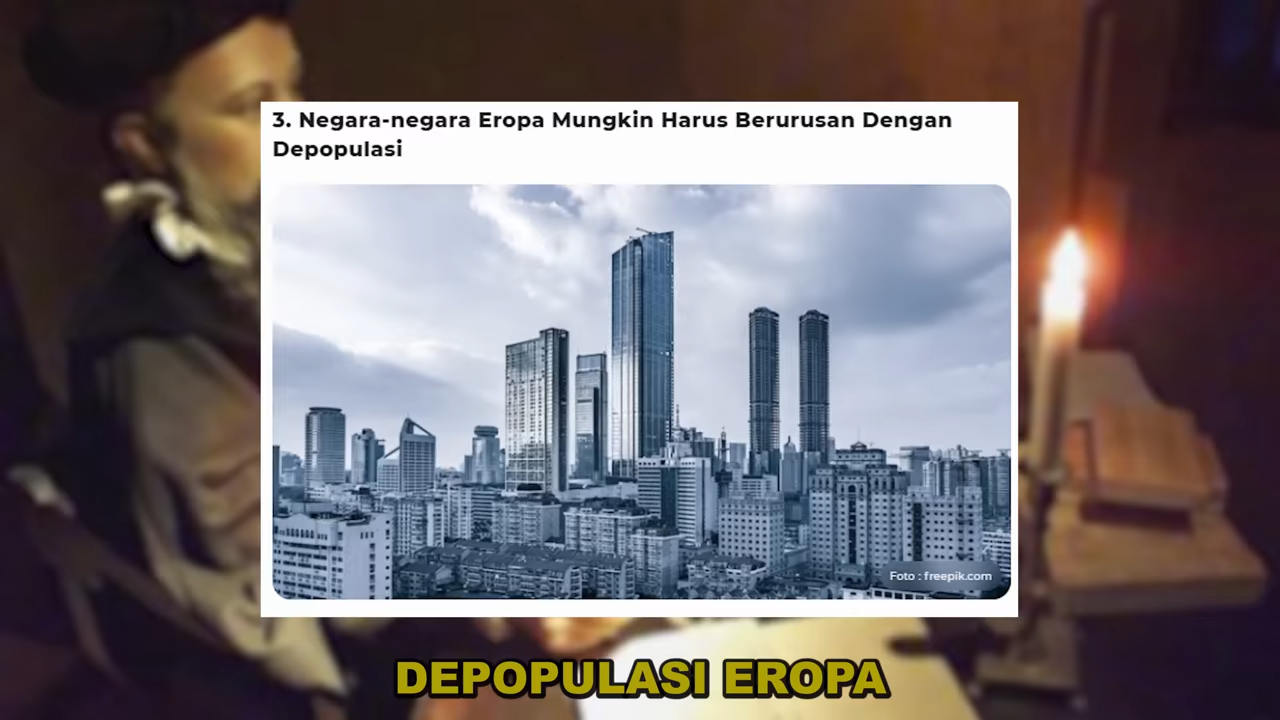 3. Negara-negara Eropa Mungkin Harus Berurusan Dengan
Depopulasi
Foto : freepik.com
DEPOPULASI EROPA